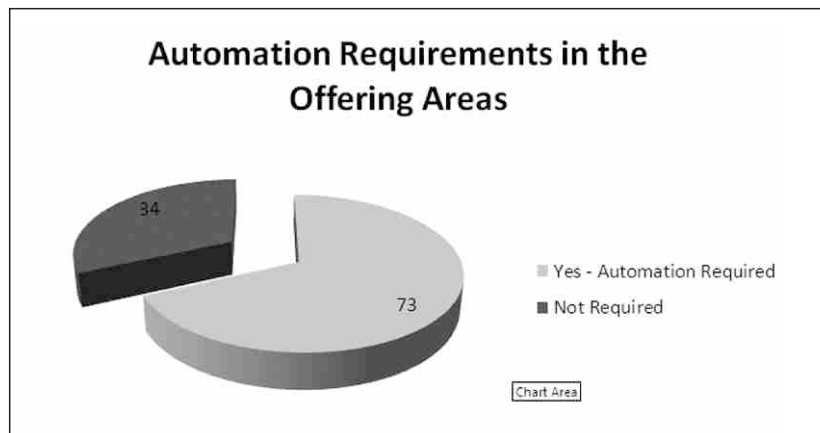 Automation Requirements in the
Offering Areas
34
73
Yes - Automation Required
Not Required
Chart Area